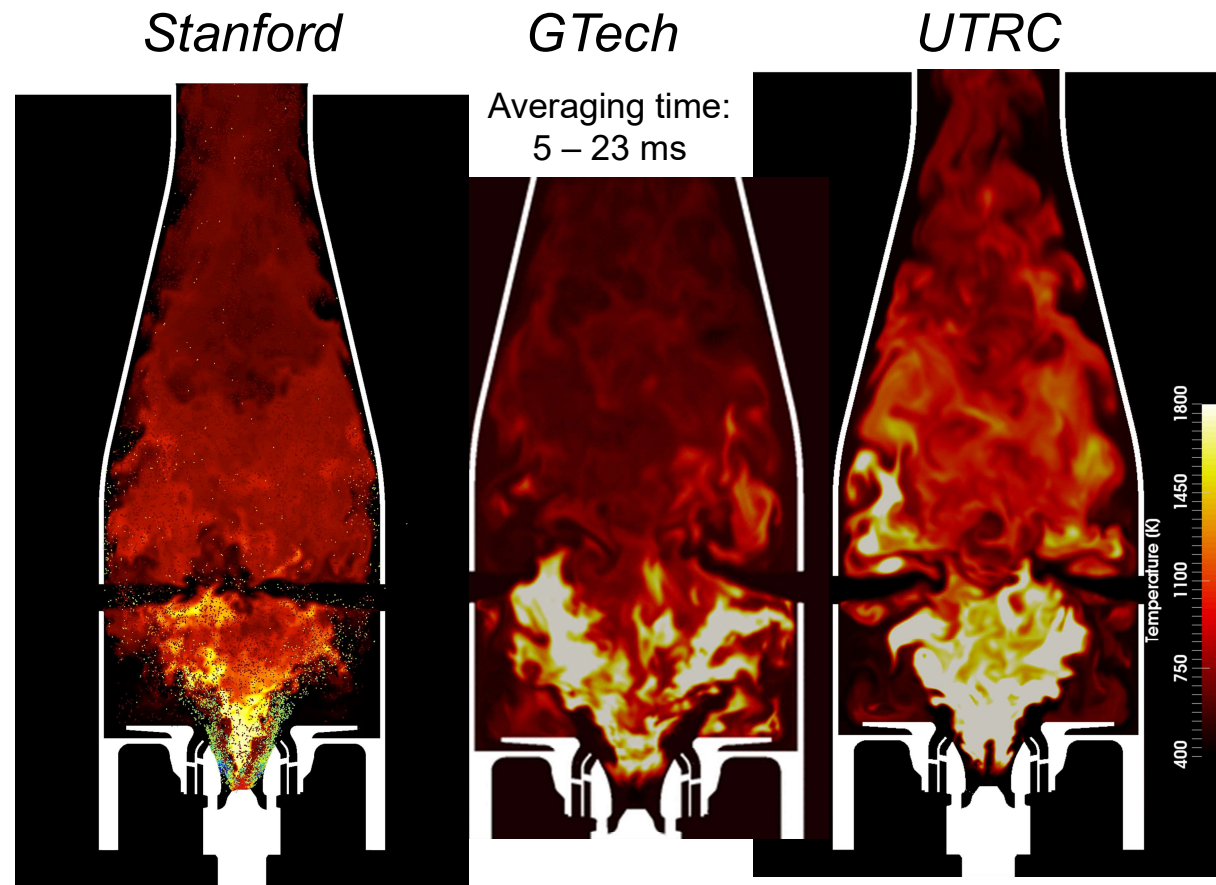 Stanford
GTech
UTRC
Averaging time:
5 – 23 ms
Temperature (K)
1800
1450
1100
750
400